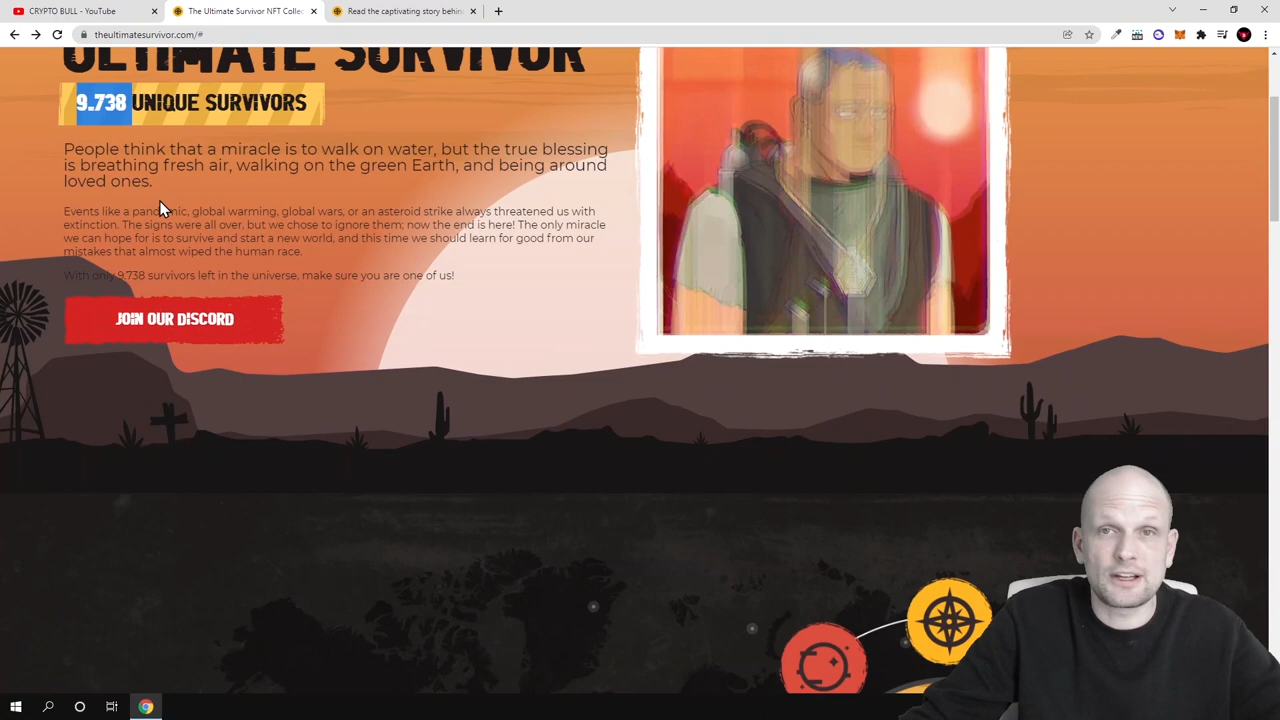 CRYPTO BULL - YouTube
The Ultimate Survivor NFT Collec
Read the captivating story behin
theultimatesurvivor.com/#
ULTIMATE SURVIVOR
9.738 UNIQUE SURVIVORS
People think that a miracle is to walk on water, but the true blessing
is breathing fresh air, walking on the green Earth, and being around
loved ones.
Events like a pandemic, global warming, global wars, or an asteroid strike always threatened us with
extinction. The signs were all over, but we chose to ignore them; now the end is here! The only miracle
we can hope for is to survive and start a new world, and this time we should learn for good from our
mistakes that almost wiped the human race.
With only 9.738 survivors left in the universe, make sure you are one of us!
JOIN OUR DISCORD